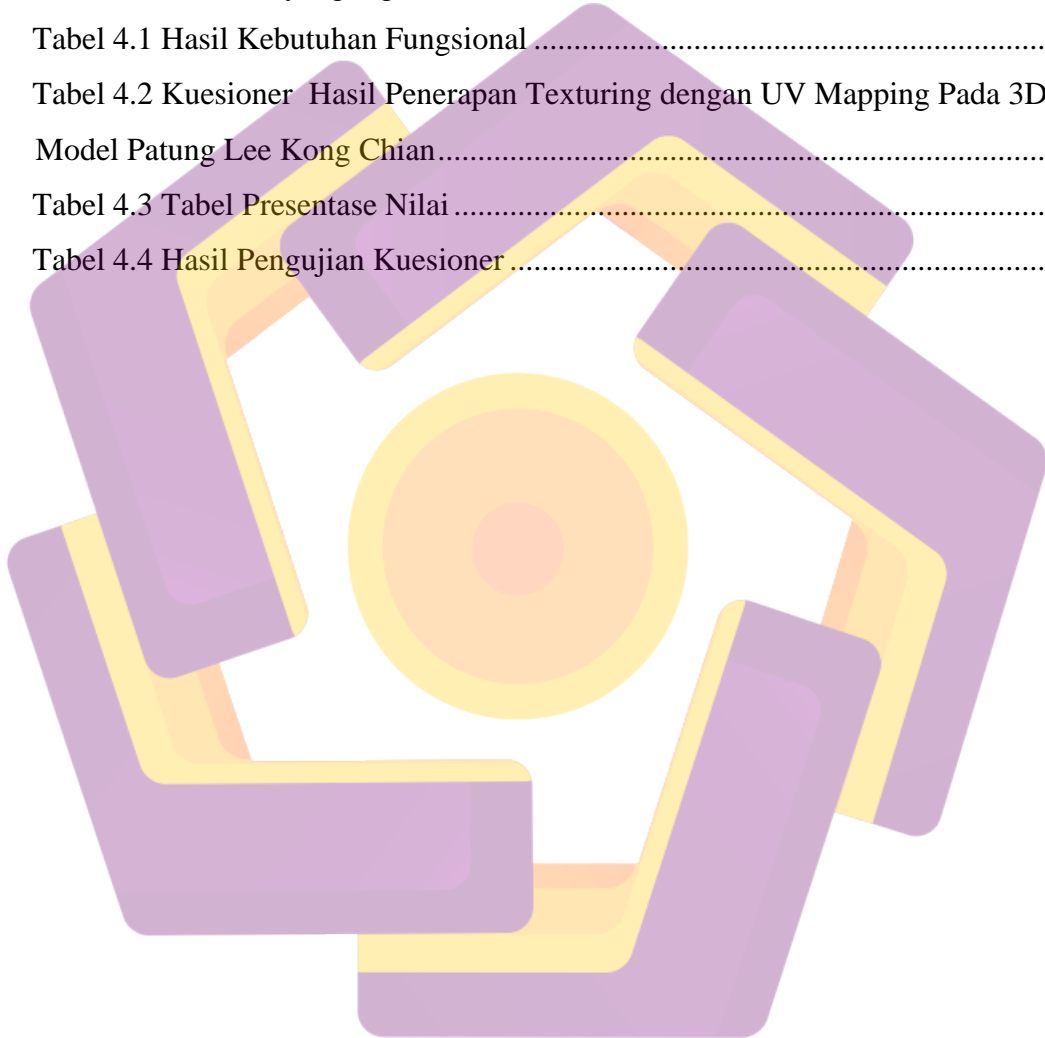 Tabel 4.1 Hasil Kebutuhan Fungsional ................................................................
Tabel 4.2 Kuesioner Hasil Penerapan Texturing dengan UV Mapping Pada 3D
Model Patung Lee Kong Chian...........................................................................
Tabel 4.3 Tabel Presentase Nilai .........................................................................
Tabel 4.4 Hasil Pengujian Kuesioner ..................................................................